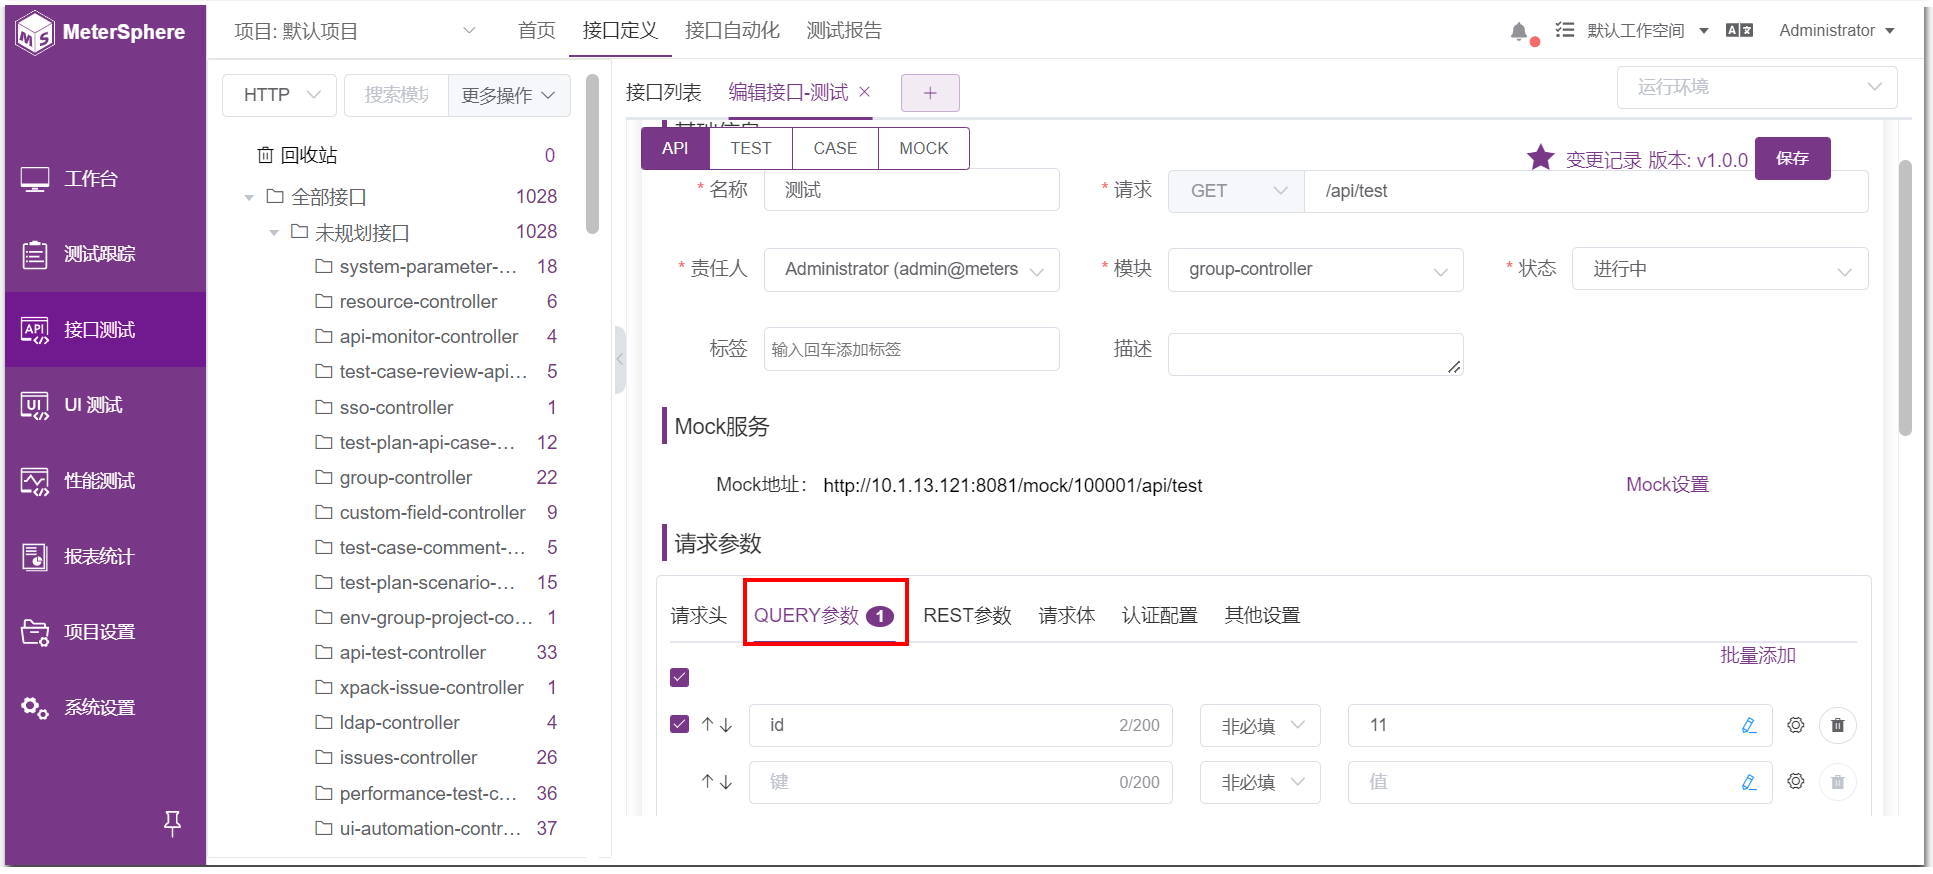 MeterSphere
项目: 默认项目
首页
接口定义
接口自动化
测试报告
默认工作空间
Administrator
工作台
测试跟踪
接口测试
UI 测试
性能测试
报表统计
项目设置
系统设置
HTTP
搜索模块
更多操作
回收站 0
全部接口 1028
未规划接口 1028
system-parameter-... 18
resource-controller 6
api-monitor-controller 4
test-case-review-api... 5
sso-controller 1
test-plan-api-case-... 12
group-controller 22
custom-field-controller 9
test-case-comment-... 5
test-plan-scenario-... 15
env-group-project-co... 1
api-test-controller 33
xpack-issue-controller 1
ldap-controller 4
issues-controller 26
performance-test-c... 36
ui-automation-contr... 37
接口列表
编辑接口-测试
运行环境
基础信息
API
TEST
CASE
MOCK
变更记录 版本: v1.0.0
保存
* 名称 测试
* 请求 GET /api/test
* 责任人 Administrator (admin@meters
* 模块 group-controller
* 状态 进行中
标签 输入回车添加标签
描述
Mock服务
Mock地址: http://10.1.13.121:8081/mock/100001/api/test
Mock设置
请求参数
请求头 QUERY参数 1 REST参数 请求体 认证配置 其他设置
批量添加
id 2/200 非必填 11
键 0/200 非必填 值